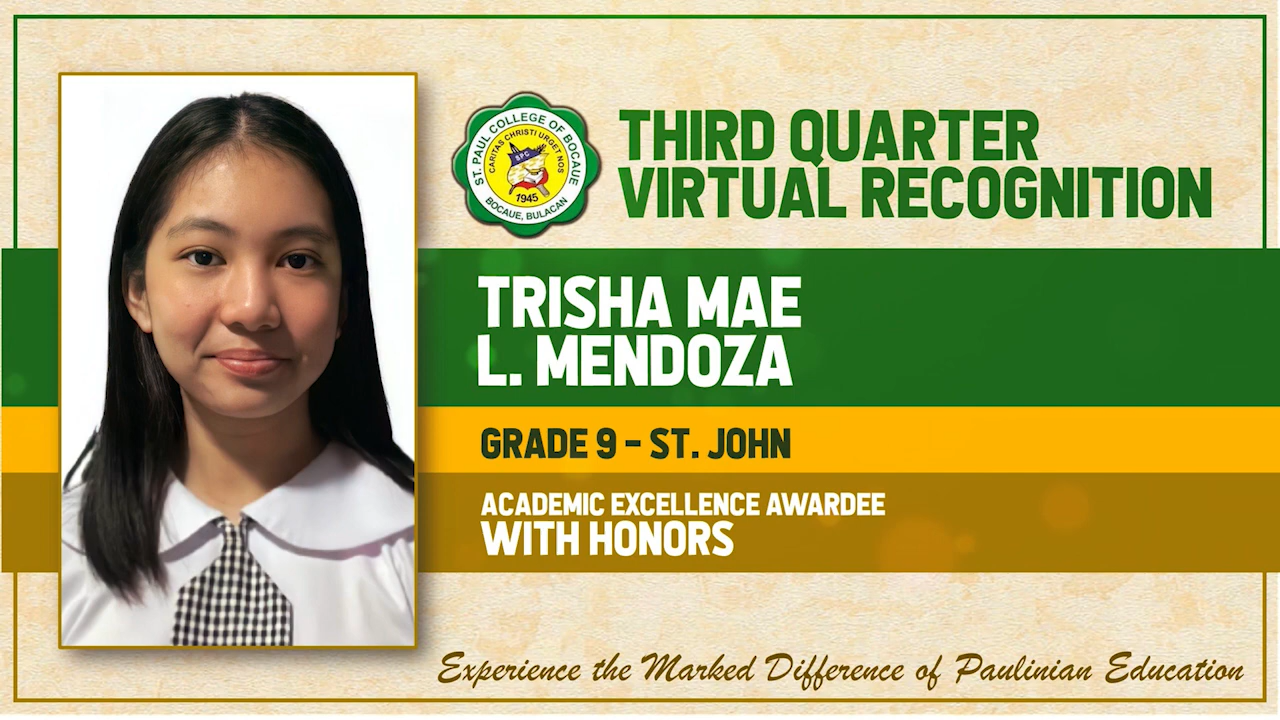 ST. PAUL COLLEGE OF BOCAUE
CARITAS CHRISTI URGET NOS
SPC
1945
BOCAUE, BULACAN
THIRD QUARTER
VIRTUAL RECOGNITION
TRISHA MAE
L. MENDOZA
GRADE 9 - ST. JOHN
ACADEMIC EXCELLENCE AWARDEE
WITH HONORS
Experience the Marked Difference of Paulinian Education